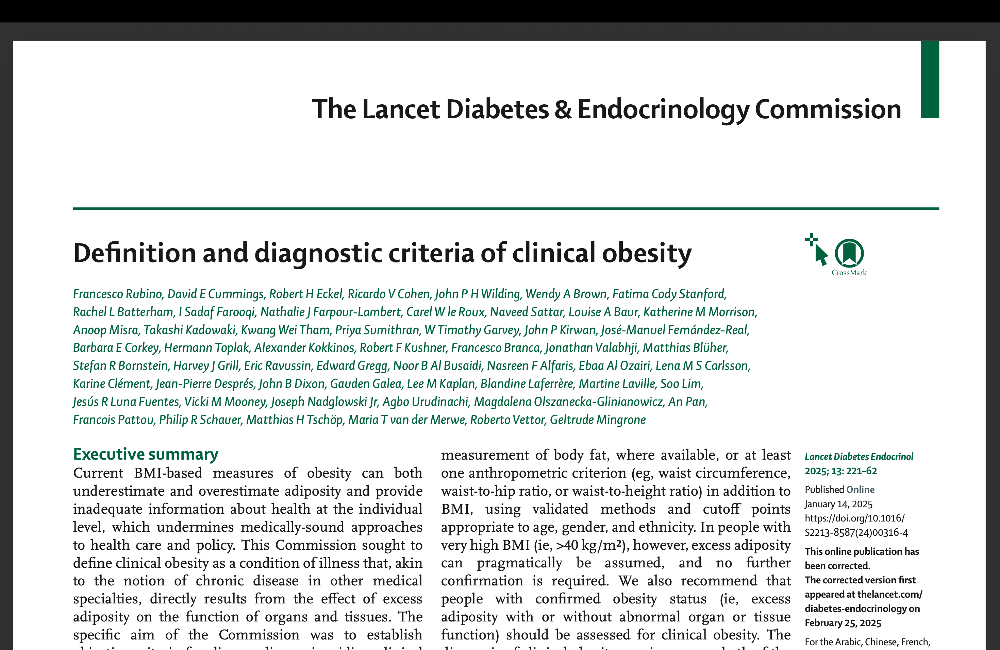 The Lancet Diabetes & Endocrinology Commission
Definition and diagnostic criteria of clinical obesity
CrossMark
Francesco Rubino, David E Cummings, Robert H Eckel, Ricardo V Cohen, John P H Wilding, Wendy A Brown, Fatima Cody Stanford,
Rachel L Batterham, I Sadaf Farooqi, Nathalie J Farpour-Lambert, Carel W le Roux, Naveed Sattar, Louise A Baur, Katherine M Morrison,
Anoop Misra, Takashi Kadowaki, Kwang Wei Tham, Priya Sumithran, W Timothy Garvey, John P Kirwan, José-Manuel Fernández-Real,
Barbara E Corkey, Hermann Toplak, Alexander Kokkinos, Robert F Kushner, Francesco Branca, Jonathan Valabhji, Matthias Blüher,
Stefan R Bornstein, Harvey J Grill, Eric Ravussin, Edward Gregg, Noor B Al Busaidi, Nasreen F Alfaris, Ebaa Al Ozairi, Lena M S Carlsson,
Karine Clément, Jean-Pierre Després, John B Dixon, Gauden Galea, Lee M Kaplan, Blandine Laferrère, Martine Laville, Soo Lim,
Jesús R Luna Fuentes, Vicki M Mooney, Joseph Nadglowski Jr, Agbo Urudinachi, Magdalena Olszanecka-Glinianowicz, An Pan,
Francois Pattou, Philip R Schauer, Matthias H Tschöp, Maria T van der Merwe, Roberto Vettor, Geltrude Mingrone
Executive summary
Current BMI-based measures of obesity can both
underestimate and overestimate adiposity and provide
inadequate information about health at the individual
level, which undermines medically-sound approaches
to health care and policy. This Commission sought to
define clinical obesity as a condition of illness that, akin
to the notion of chronic disease in other medical
specialties, directly results from the effect of excess
adiposity on the function of organs and tissues. The
specific aim of the Commission was to establish
measurement of body fat, where available, or at least
one anthropometric criterion (eg, waist circumference,
waist-to-hip ratio, or waist-to-height ratio) in addition to
BMI, using validated methods and cutoff points
appropriate to age, gender, and ethnicity. In people with
very high BMI (ie, >40 kg/m²), however, excess adiposity
can pragmatically be assumed, and no further
confirmation is required. We also recommend that
people with confirmed obesity status (ie, excess
adiposity with or without abnormal organ or tissue
function) should be assessed for clinical obesity. The
Lancet Diabetes Endocrinol
2025; 13: 221–62
Published Online
January 14, 2025
https://doi.org/10.1016/
S2213-8587(24)00316-4
This online publication has
been corrected.
The corrected version first
appeared at thelancet.com/
diabetes-endocrinology on
February 25, 2025
For the Arabic, Chinese, French,